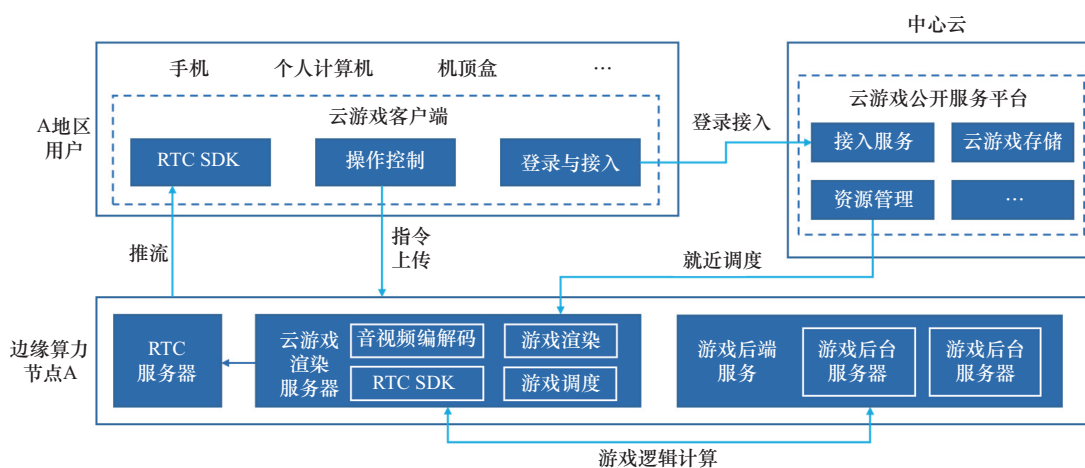 中心云
手机
个人计算机
机顶盒
…
云游戏公开服务平台
A地区
用户
云游戏客户端
登录接入
RTC SDK
操作控制
登录与接入
接入服务
云游戏存储
资源管理
…
推流
指令
上传
就近调度
边缘算力
节点A
RTC
服务器
云游戏
渲染
服务器
音视频编解码
游戏渲染
RTC SDK
游戏调度
游戏后端
服务
游戏后台
服务器
游戏后台
服务器
游戏逻辑计算